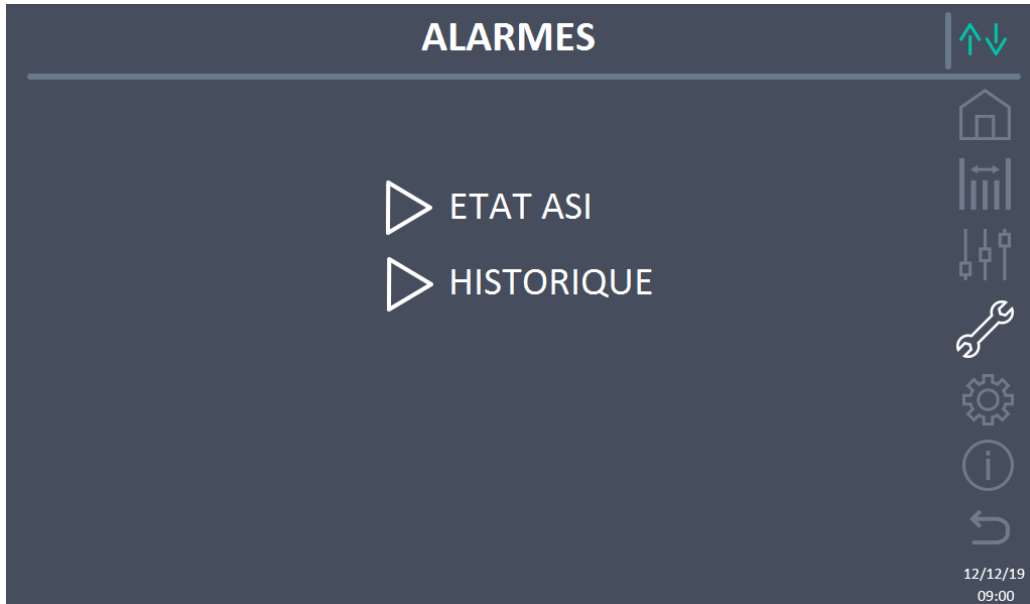 ALARMES
ETAT ASI
HISTORIQUE
12/12/19
09:00